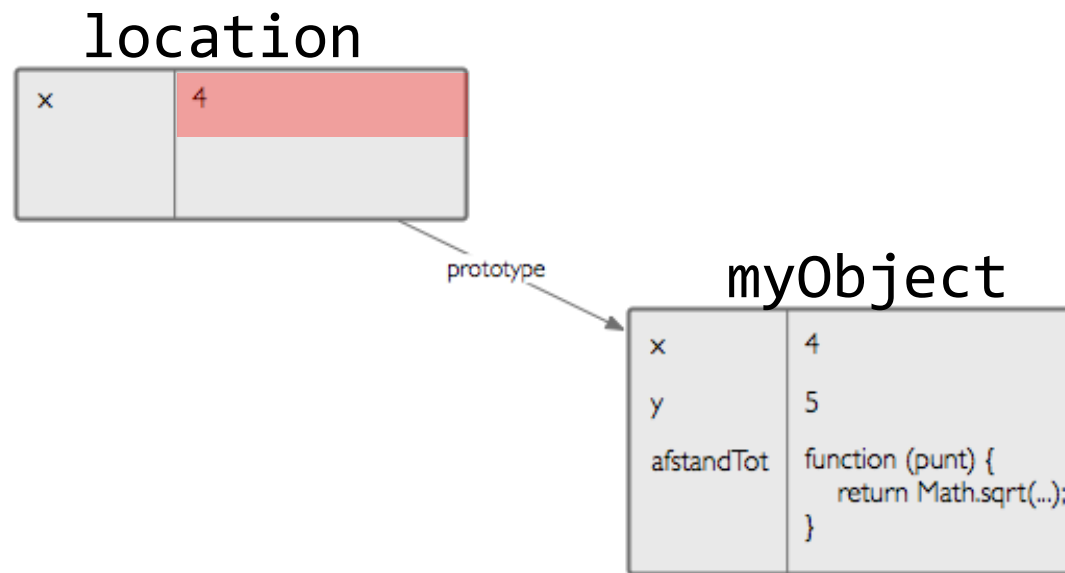 location
x 4
prototype
myObject
x 4
y 5
afstandTot function (punt) {
return Math.sqrt(...);
}